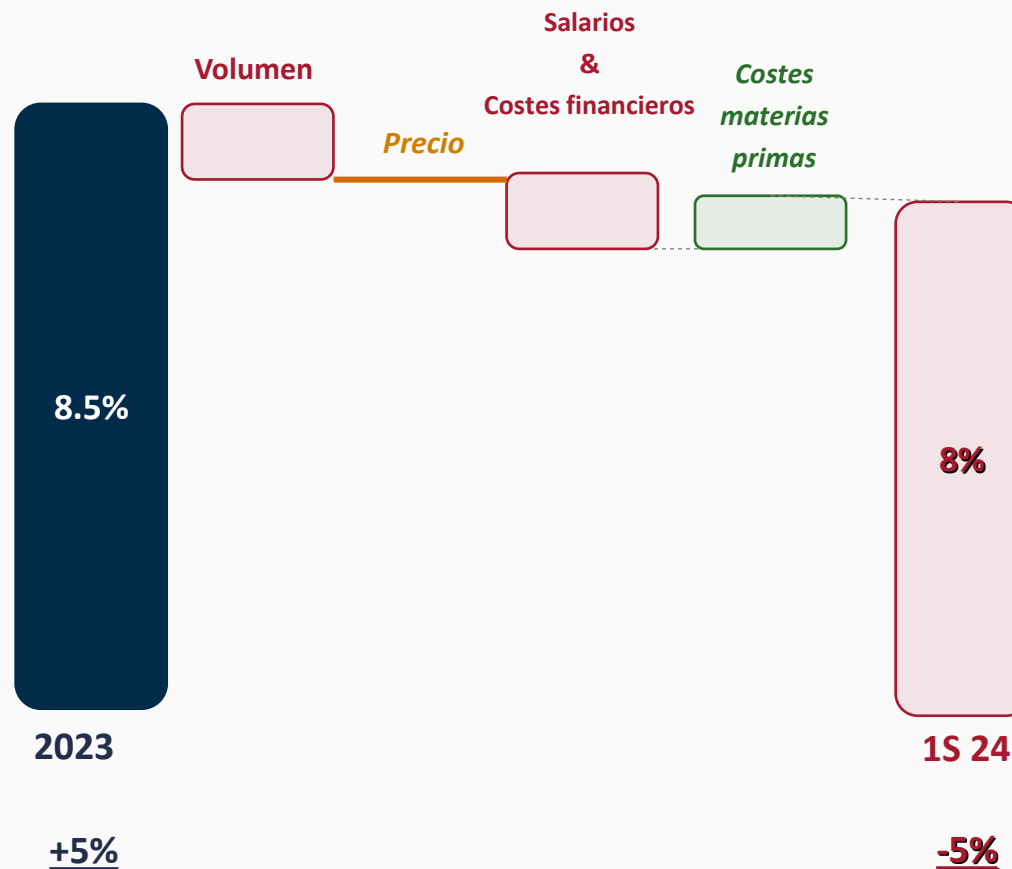 Volumen
Precio
Salarios
&
Costes financieros
Costes
materias
primas
8.5%
8%
2023
1S 24
+5%
-5%